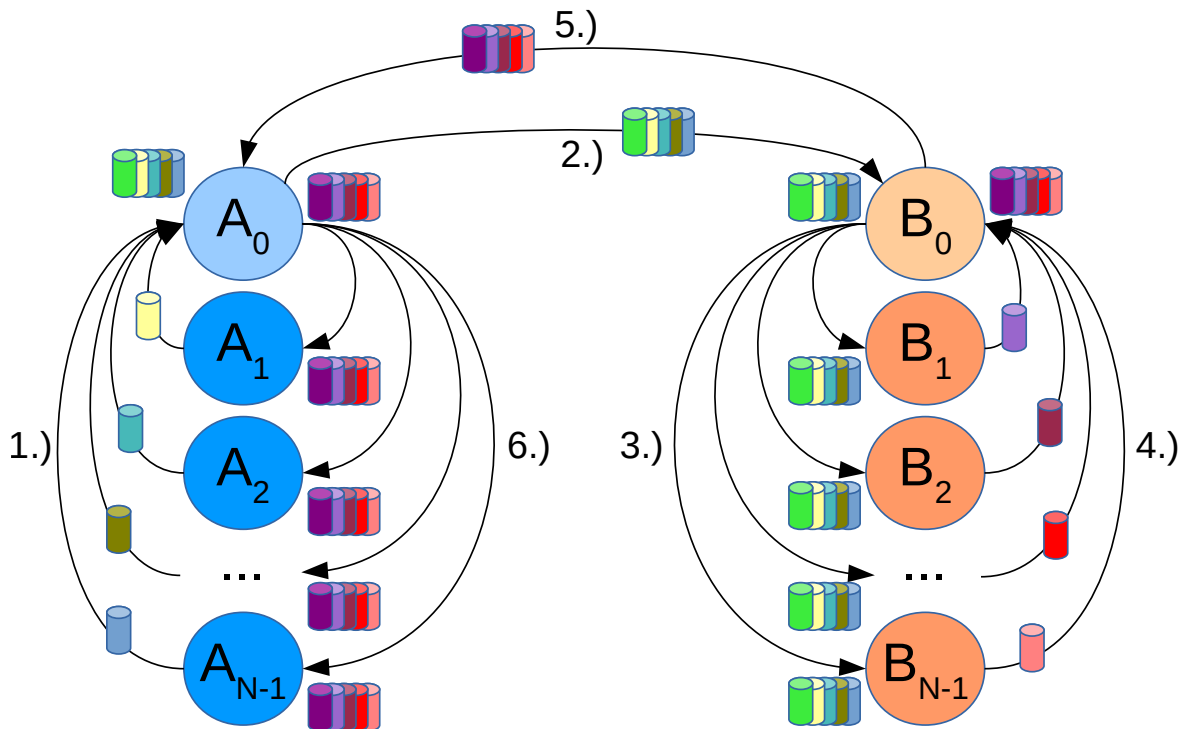 5.)
2.)
A0
B0
A1
B1
1.)
A2
6.)
3.)
B2
4.)
...
...
AN-1
BN-1